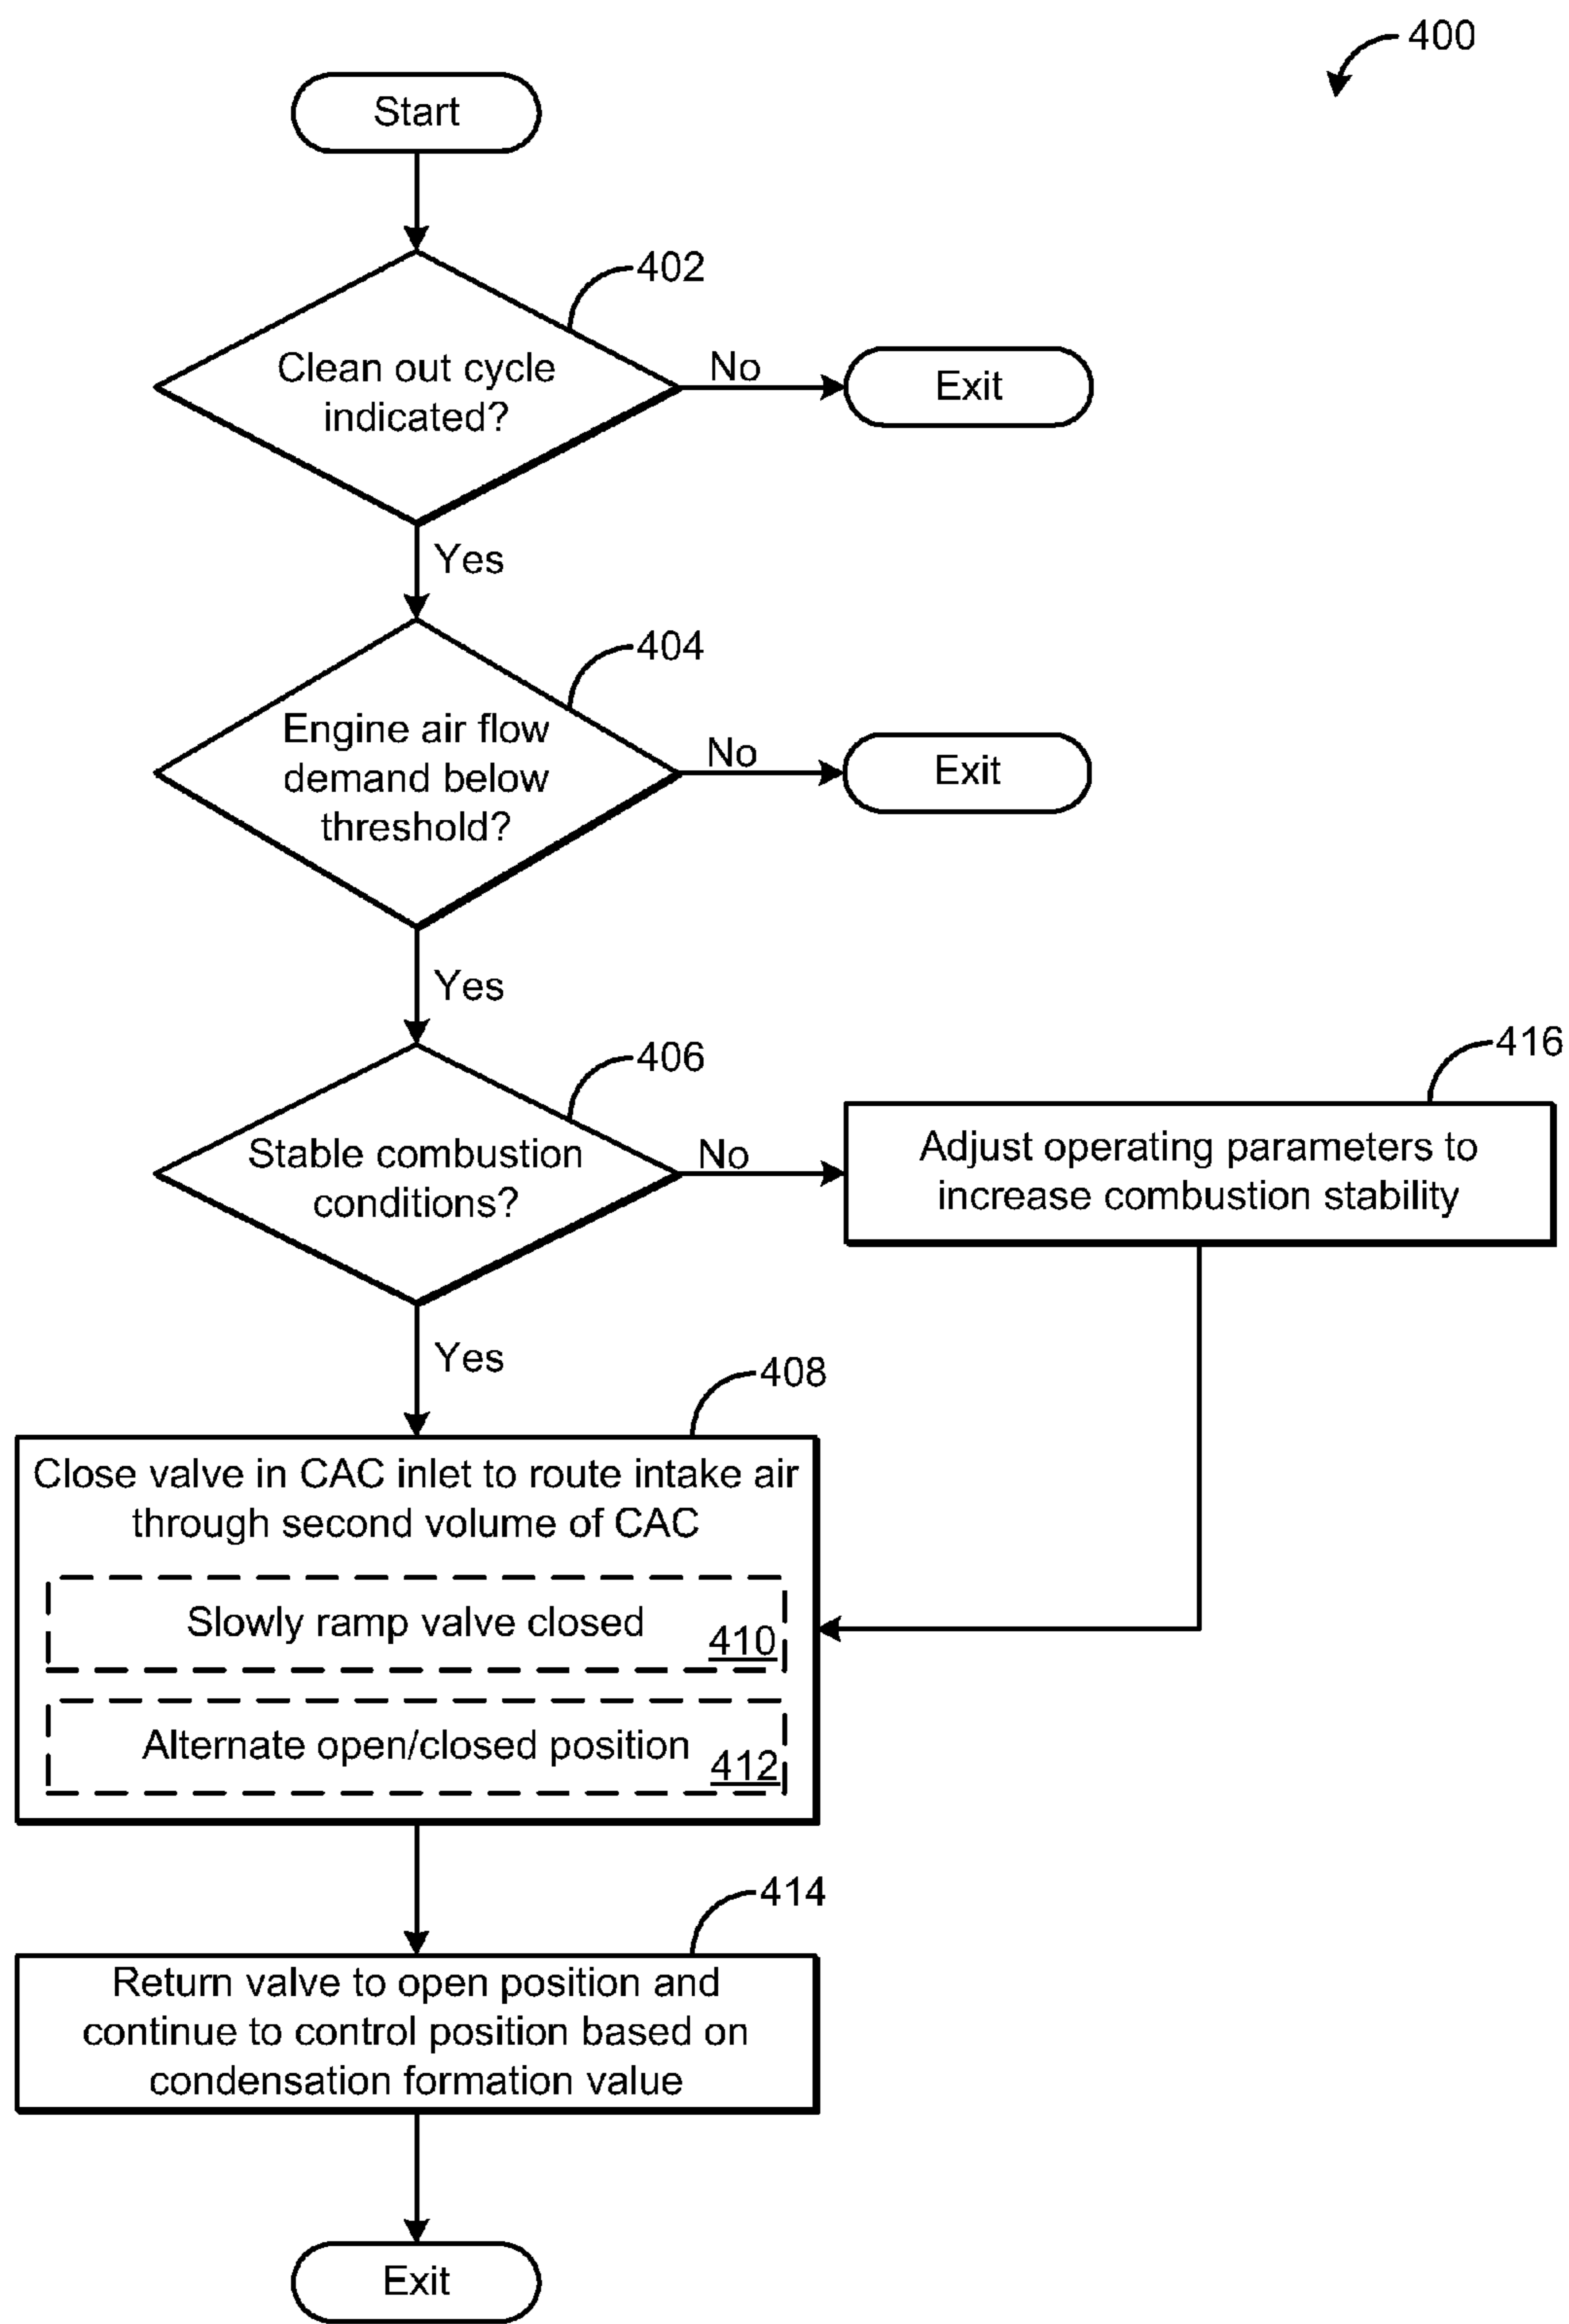 400
Start
402
Clean out cycle
indicated?
No
Exit
Yes
404
Engine air flow
demand below
threshold?
No
Exit
Yes
406
Stable combustion
conditions?
No
416
Adjust operating parameters to
increase combustion stability
Yes
408
Close valve in CAC inlet to route intake air
through second volume of CAC
Slowly ramp valve closed
410
Alternate open/closed position
412
414
Return valve to open position and
continue to control position based on
condensation formation value
Exit